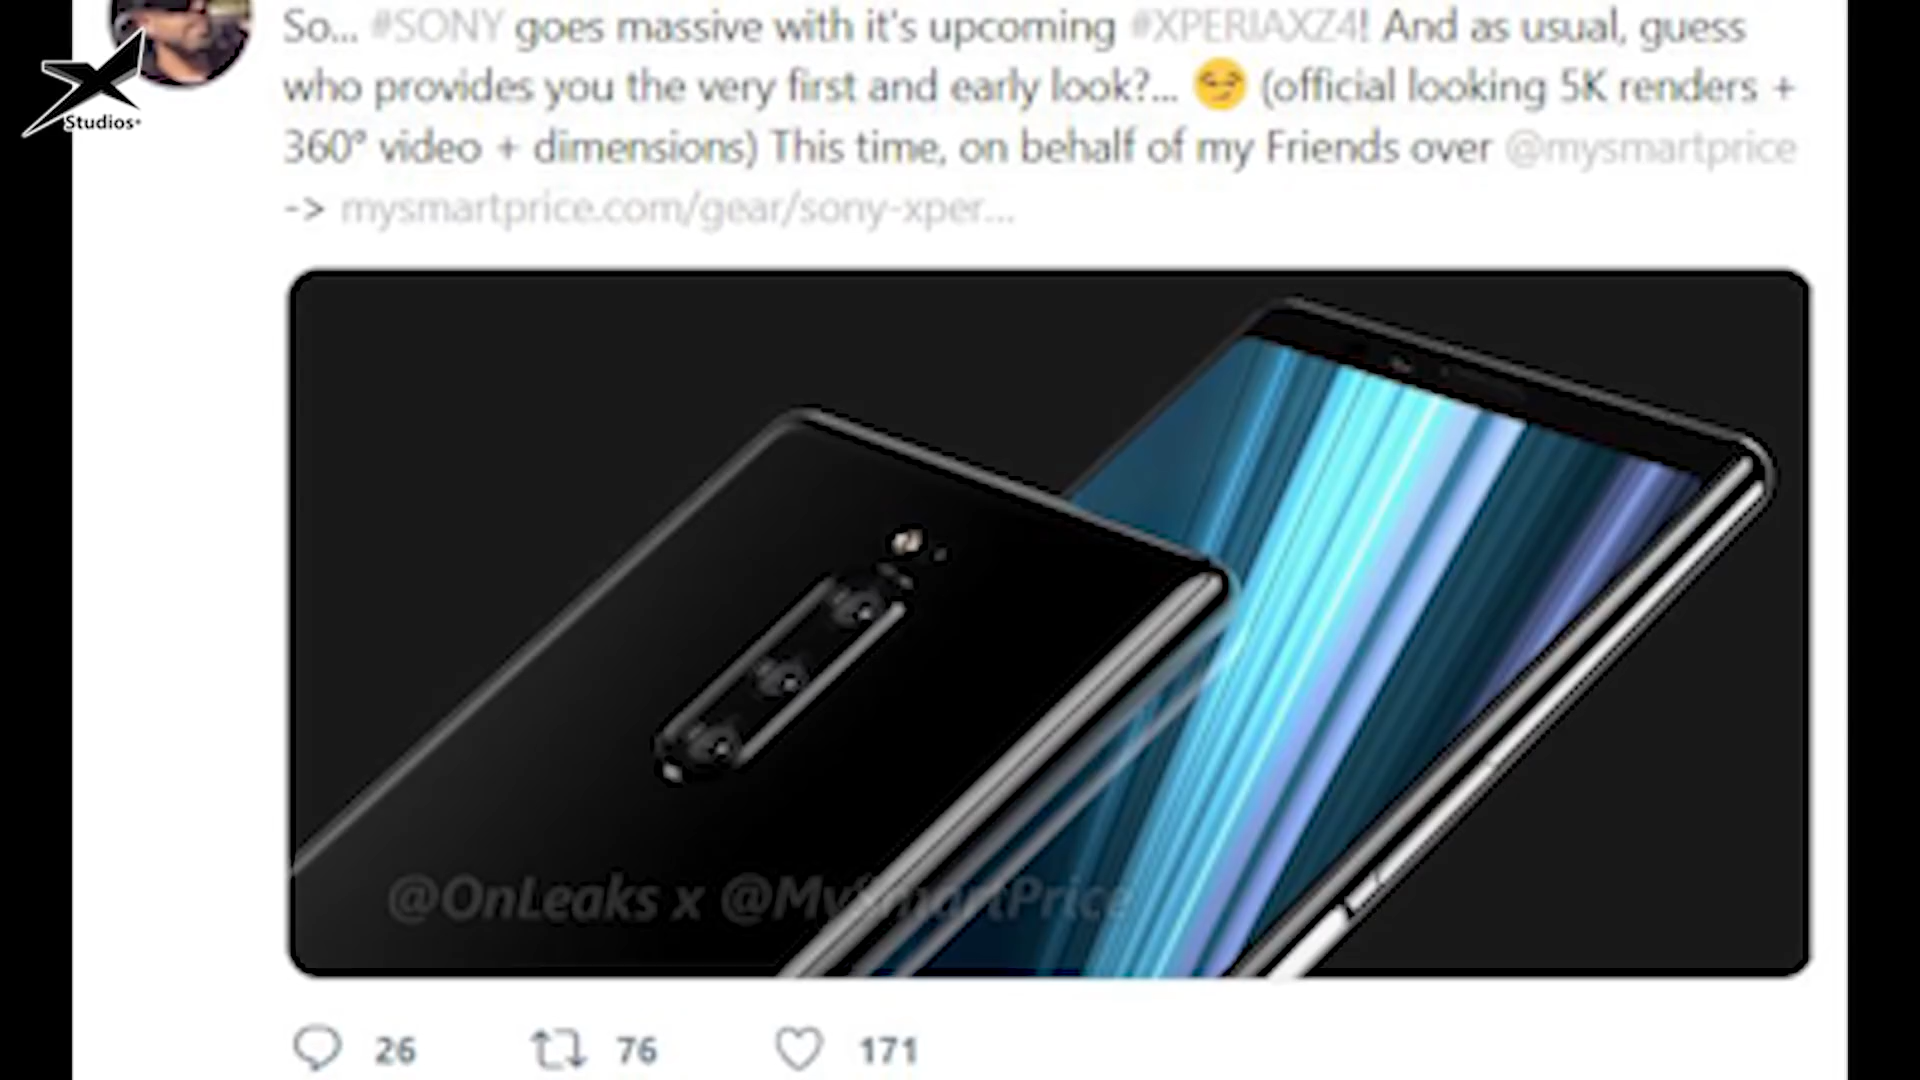 So... #SONY goes massive with it's upcoming #XPERIAXZ4! And as usual, guess
who provides you the very first and early look?... 😏 (official looking 5K renders +
360° video + dimensions) This time, on behalf of my Friends over @mysmartprice
-> mysmartprice.com/gear/sony-xper...
X
Studios
@OnLeaks x @MySmartPrice
26 76 171